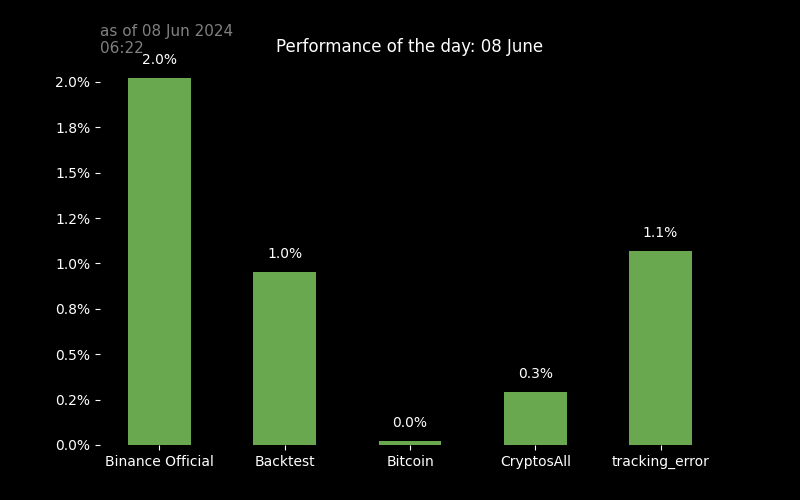 as of 08 Jun 2024
06:22
Performance of the day: 08 June
2.0%
1.0%
0.0%
0.3%
1.1%
2.0%
1.8%
1.5%
1.2%
1.0%
0.8%
0.5%
0.2%
0.0%
Binance Official
Backtest
Bitcoin
CryptosAll
tracking_error